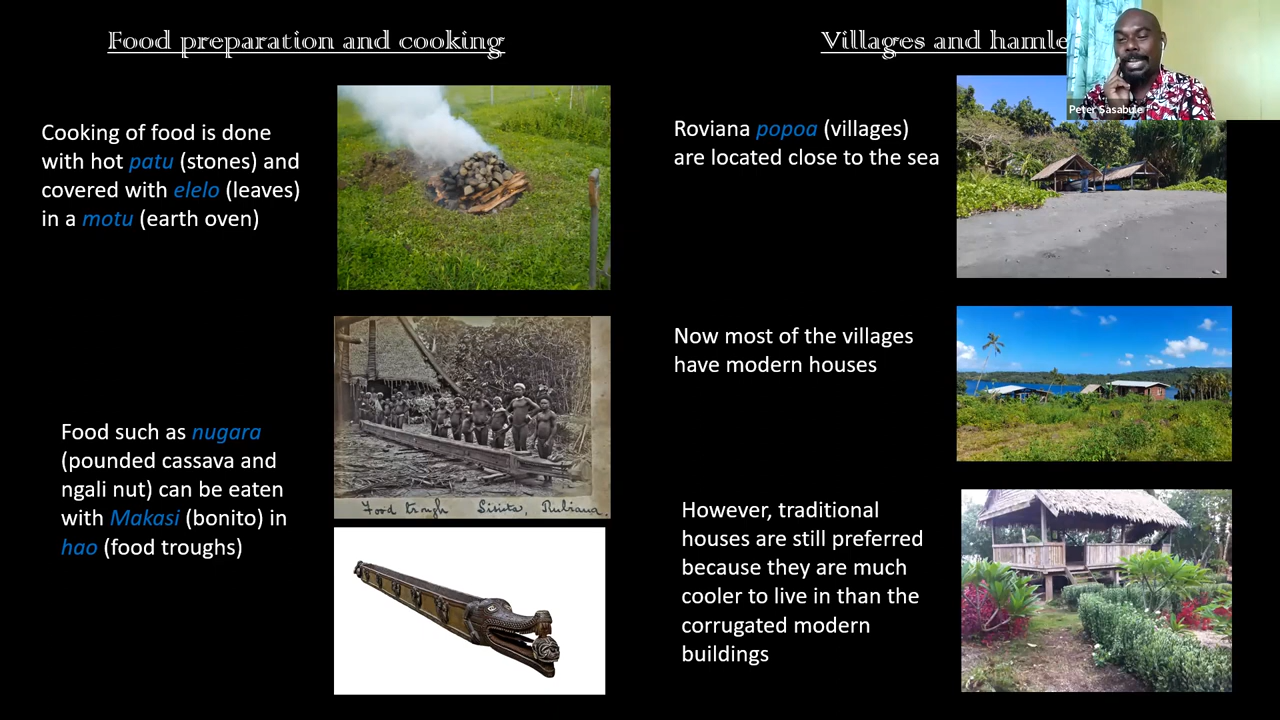 Food preparation and cooking
Cooking of food is done
with hot patu (stones) and
covered with elelo (leaves)
in a motu (earth oven)
Food such as nugara
(pounded cassava and
ngali nut) can be eaten
with Makasi (bonito) in
hao (food troughs)
Food trough Sisieta, Rubiana.
Villages and hamle
Peter Sasabule
Roviana popoa (villages)
are located close to the sea
Now most of the villages
have modern houses
However, traditional
houses are still preferred
because they are much
cooler to live in than the
corrugated modern
buildings